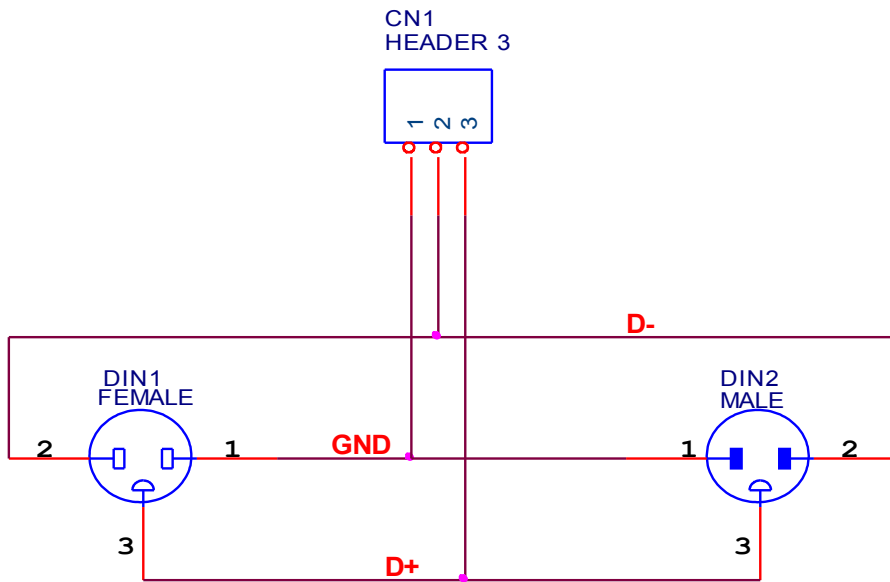 CN1
HEADER 3
1
2
3
D-
DIN1
FEMALE
DIN2
MALE
2
1
GND
1
2
3
3
D+